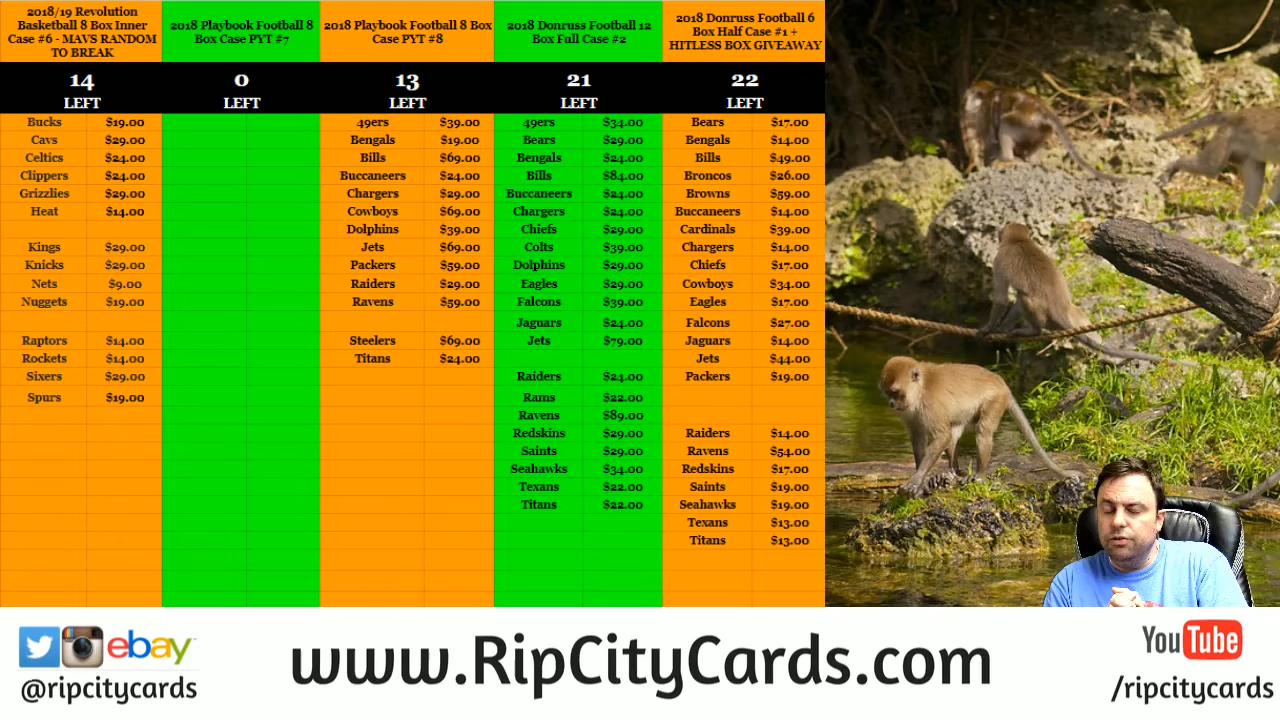 2018/19 Revolution
Basketball 8 Box Inner
Case #6 - MAVS RANDOM
TO BREAK
14
LEFT
Bucks $19.00
Cavs $29.00
Celtics $24.00
Clippers $24.00
Grizzlies $29.00
Heat $14.00
Kings $29.00
Knicks $29.00
Nets $9.00
Nuggets $19.00
Raptors $14.00
Rockets $14.00
Sixers $29.00
Spurs $19.00
2018 Playbook Football 8
Box Case PYT #7
0
LEFT
2018 Playbook Football 8 Box
Case PYT #8
13
LEFT
49ers $39.00
Bengals $19.00
Bills $69.00
Buccaneers $24.00
Chargers $29.00
Cowboys $69.00
Dolphins $39.00
Jets $69.00
Packers $59.00
Raiders $29.00
Ravens $59.00
Steelers $69.00
Titans $24.00
2018 Donruss Football 12
Box Full Case #2
21
LEFT
49ers $34.00
Bears $29.00
Bengals $24.00
Bills $84.00
Buccaneers $24.00
Chargers $24.00
Chiefs $29.00
Colts $39.00
Dolphins $29.00
Eagles $29.00
Falcons $39.00
Jaguars $24.00
Jets $79.00
Raiders $24.00
Rams $22.00
Ravens $89.00
Redskins $29.00
Saints $29.00
Seahawks $34.00
Texans $22.00
Titans $22.00
2018 Donruss Football 6
Box Half Case #1 +
HITLESS BOX GIVEAWAY
22
LEFT
Bears $17.00
Bengals $14.00
Bills $49.00
Broncos $26.00
Browns $59.00
Buccaneers $14.00
Cardinals $39.00
Chargers $14.00
Chiefs $17.00
Cowboys $34.00
Eagles $17.00
Falcons $27.00
Jaguars $14.00
Jets $44.00
Packers $19.00
Raiders $14.00
Ravens $54.00
Redskins $17.00
Saints $19.00
Seahawks $19.00
Texans $13.00
Titans $13.00
ebay
@ripcitycards
www.RipCityCards.com
YouTube
/ripcitycards